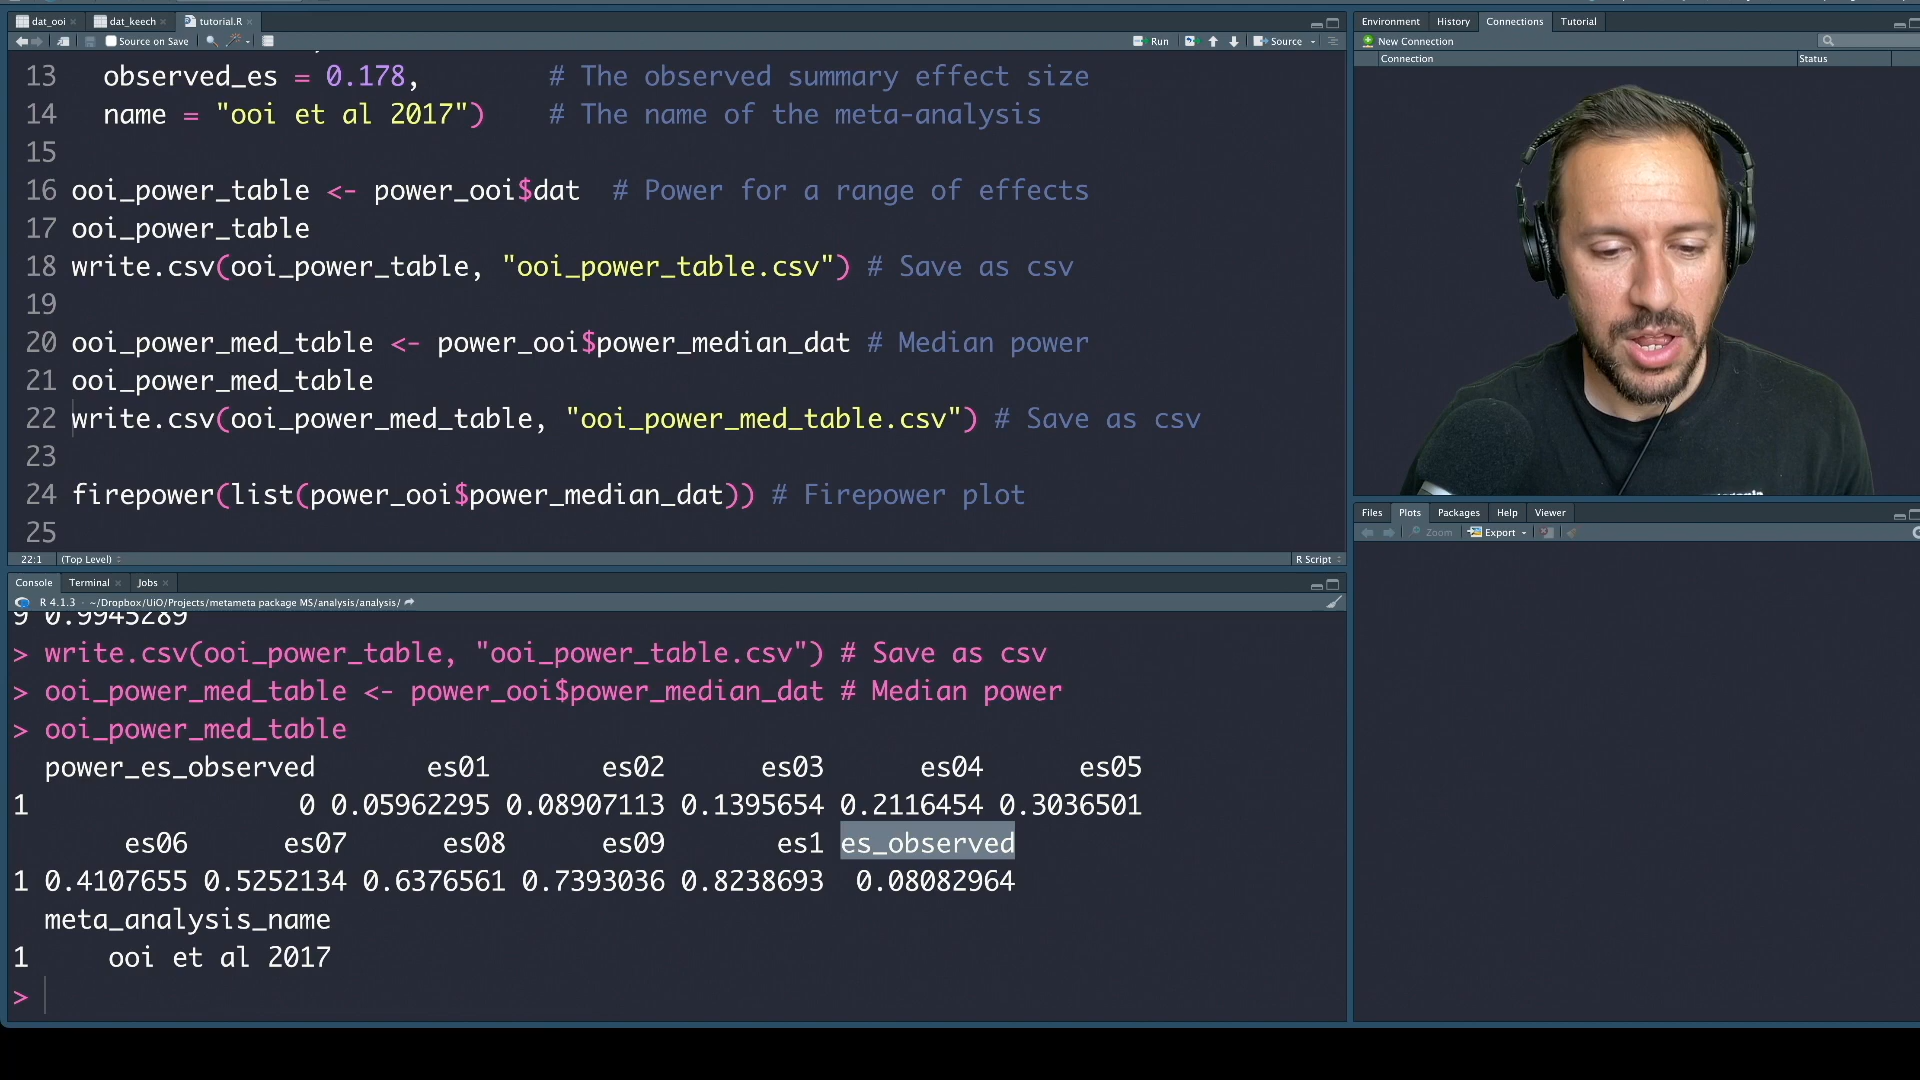 dat_ooi
dat_keech
tutorial.R
Source on Save
Run
Source
13 observed_es = 0.178, # The observed summary effect size
14 name = "ooi et al 2017") # The name of the meta-analysis
15
16 ooi_power_table <- power_ooi$dat # Power for a range of effects
17 ooi_power_table
18 write.csv(ooi_power_table, "ooi_power_table.csv") # Save as csv
19
20 ooi_power_med_table <- power_ooi$power_median_dat # Median power
21 ooi_power_med_table
22 write.csv(ooi_power_med_table, "ooi_power_med_table.csv") # Save as csv
23
24 firepower(list(power_ooi$power_median_dat)) # Firepower plot
25
22:1 (Top Level)
R Script
Console Terminal Jobs
R 4.1.3 · ~/Dropbox/UiO/Projects/metameta package MS/analysis/analysis/
9 0.9945289
> write.csv(ooi_power_table, "ooi_power_table.csv") # Save as csv
> ooi_power_med_table <- power_ooi$power_median_dat # Median power
> ooi_power_med_table
power_es_observed es01 es02 es03 es04 es05
1 0 0.05962295 0.08907113 0.1395654 0.2116454 0.3036501
es06 es07 es08 es09 es1 es_observed
1 0.4107655 0.5252134 0.6376561 0.7393036 0.8238693 0.08082964
meta_analysis_name
1 ooi et al 2017
>
Environment History Connections Tutorial
New Connection
Connection Status
Files Plots Packages Help Viewer
Zoom Export